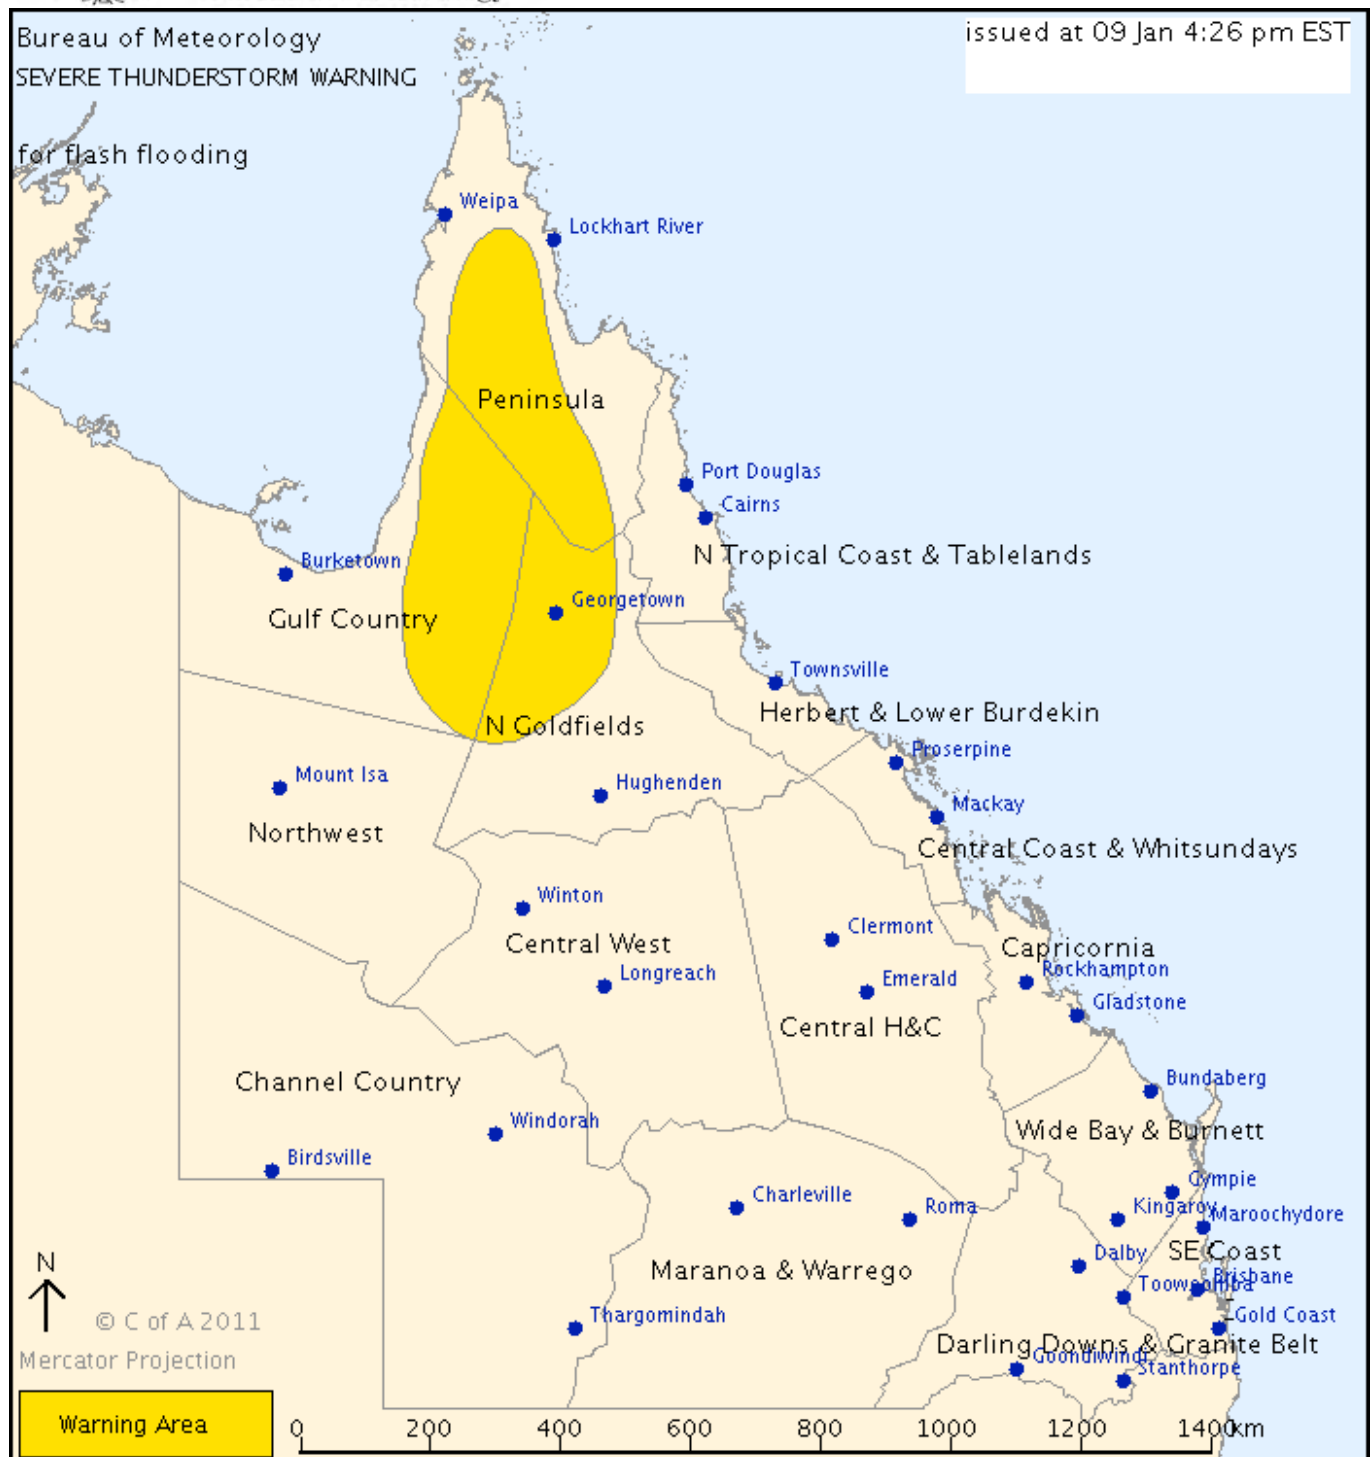 Bureau of Meteorology
issued at 09 Jan 4:26 pm EST
SEVERE THUNDERSTORM WARNING
for flash flooding
Weipa
Lockhart River
Peninsula
Port Douglas
Cairns
N Tropical Coast & Tablelands
Burketown
Georgetown
Gulf Country
Townsville
Herbert & Lower Burdekin
N Goldfields
Proserpine
Mount Isa
Hughenden
Mackay
Northwest
Central Coast & Whitsundays
Winton
Clermont
Central West
Capricornia
Rockhampton
Longreach
Emerald
Gladstone
Central H&C
Channel Country
Bundaberg
Windorah
Wide Bay & Burnett
Birdsville
Gympie
Charleville
Roma
Kingaroy
Maroochydore
Dalby
SE Coast
Maranoa & Warrego
Brisbane
Toowoomba
N
Thargomindah
Gold Coast
© C of A 2011
Darling Downs & Granite Belt
Mercator Projection
Goondiwindi
Stanthorpe
Warning Area
0 200 400 600 800 1000 1200 1400km